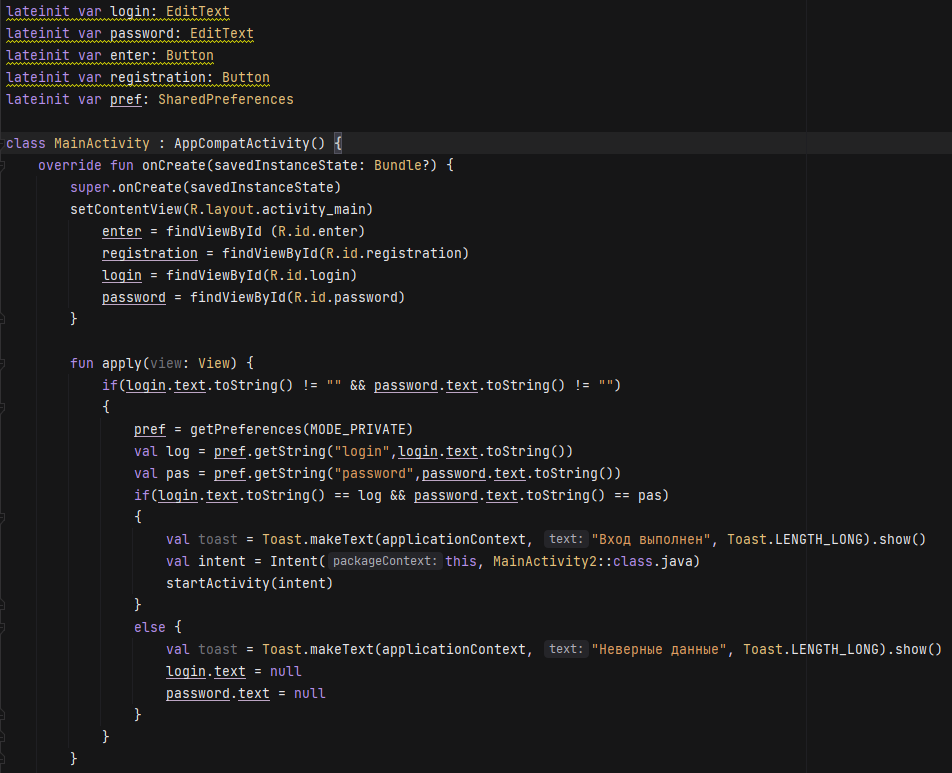 lateinit var login: EditText
lateinit var password: EditText
lateinit var enter: Button
lateinit var registration: Button
lateinit var pref: SharedPreferences
class MainActivity : AppCompatActivity() {
override fun onCreate(savedInstanceState: Bundle?) {
super.onCreate(savedInstanceState)
setContentView(R.layout.activity_main)
enter = findViewById (R.id.enter)
registration = findViewById(R.id.registration)
login = findViewById(R.id.login)
password = findViewById(R.id.password)
}
fun apply(view: View) {
if(login.text.toString() != "" && password.text.toString() != "")
{
pref = getPreferences(MODE_PRIVATE)
val log = pref.getString("login",login.text.toString())
val pas = pref.getString("password",password.text.toString())
if(login.text.toString() == log && password.text.toString() == pas)
{
val toast = Toast.makeText(applicationContext, text: "Вход выполнен", Toast.LENGTH_LONG).show()
val intent = Intent( packageContext: this, MainActivity2::class.java)
startActivity(intent)
}
else {
val toast = Toast.makeText(applicationContext, text: "Неверные данные", Toast.LENGTH_LONG).show()
login.text = null
password.text = null
}
}
}